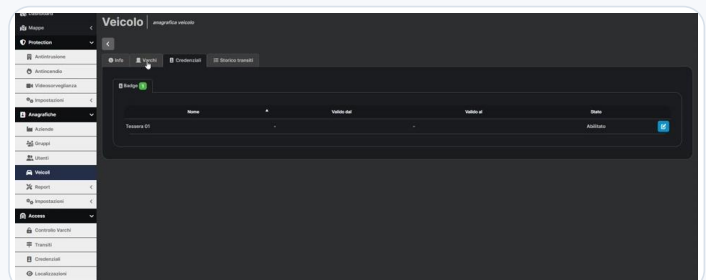 Dashboard
Mappe
Protection
Antintrusione
Antincendio
Videosorveglianza
Impostazioni
Anagrafiche
Aziende
Gruppi
Utenti
Veicoli
Report
Impostazioni
Access
Controllo Varchi
Transiti
Credenziali
Localizzazioni
Veicolo anagrafica veicolo
Info Varchi Credenziali Storico transiti
Badge 1
Nome * Valido dal Valido al Stato
Tessera 01 - - Abilitato